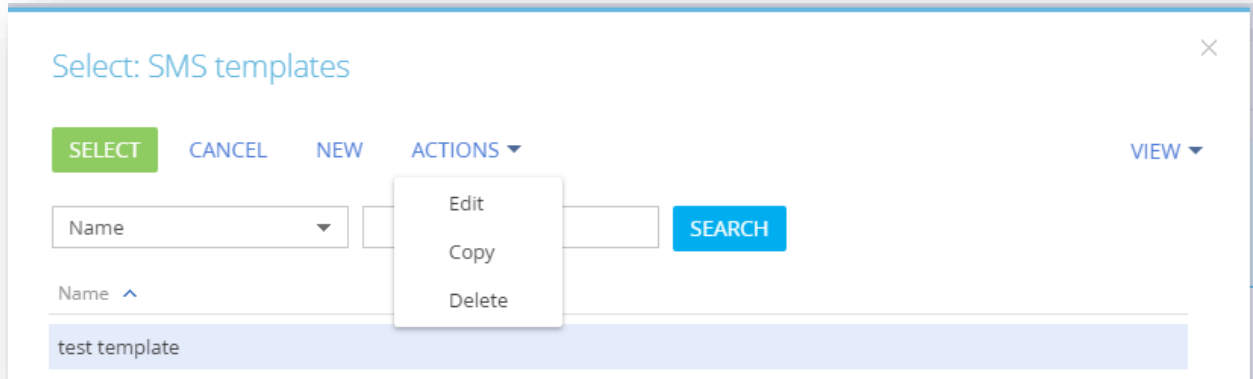 Select: SMS templates
SELECT CANCEL NEW ACTIONS VIEW
Edit
Name SEARCH
Copy
Name
Delete
test template